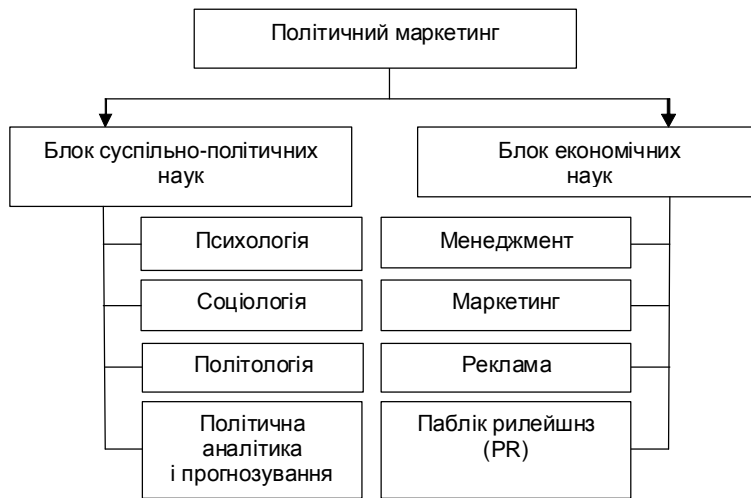 Політичний маркетинг
Блок суспільно-політичних
наук
Блок економічних
наук
Психологія
Менеджмент
Соціологія
Маркетинг
Політологія
Реклама
Політична
аналітика
і прогнозування
Паблік рилейшнз
(PR)